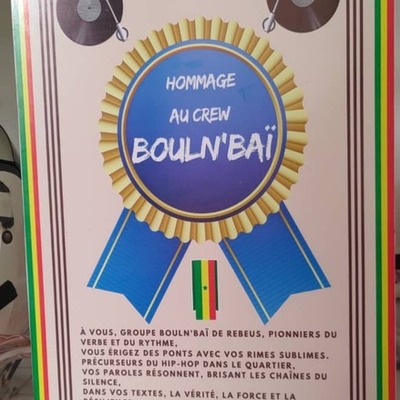 HOMMAGE
AU CREW
BOULN'BAÏ
À VOUS, GROUPE BOULN'BAÏ DE REBEUS, PIONNIERS DU
VERBE ET DU RYTHME,
VOUS ÉRIGEZ DES PONTS AVEC VOS RIMES SUBLIMES.
PRÉCURSEURS DU HIP-HOP DANS LE QUARTIER,
VOS PAROLES RÉSONNENT, BRISANT LES CHAÎNES DU
SILENCE,
DANS VOS TEXTES, LA VÉRITÉ, LA FORCE ET LA